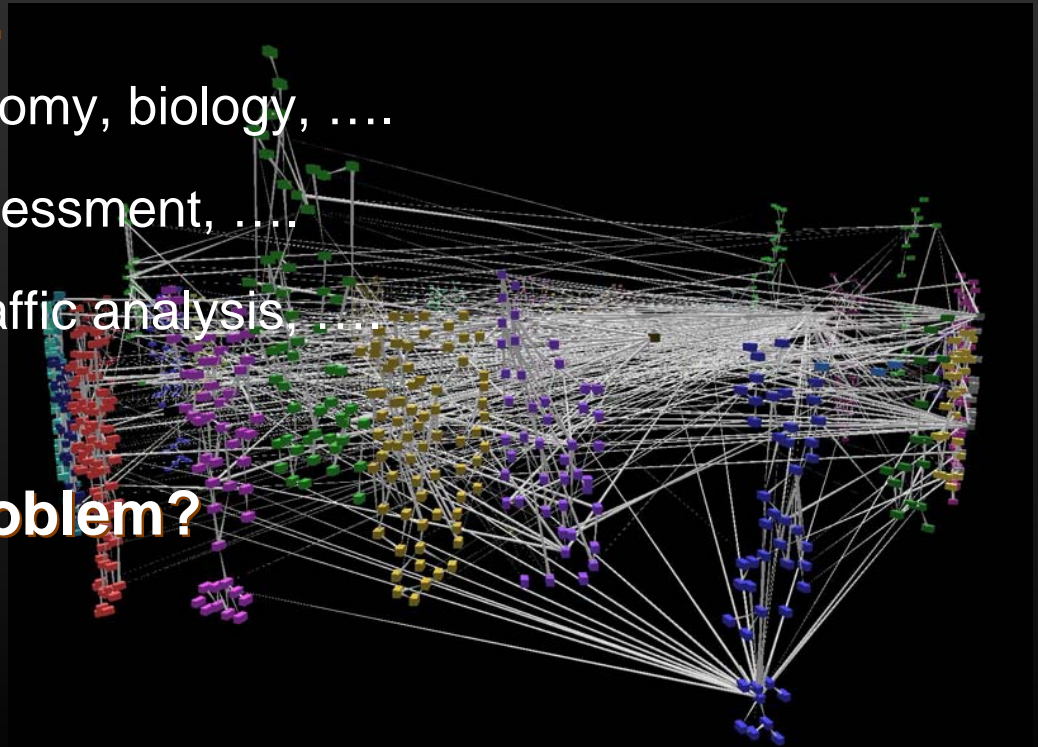 omy, biology, ….
essment, ….
affic analysis, ….
oblem?